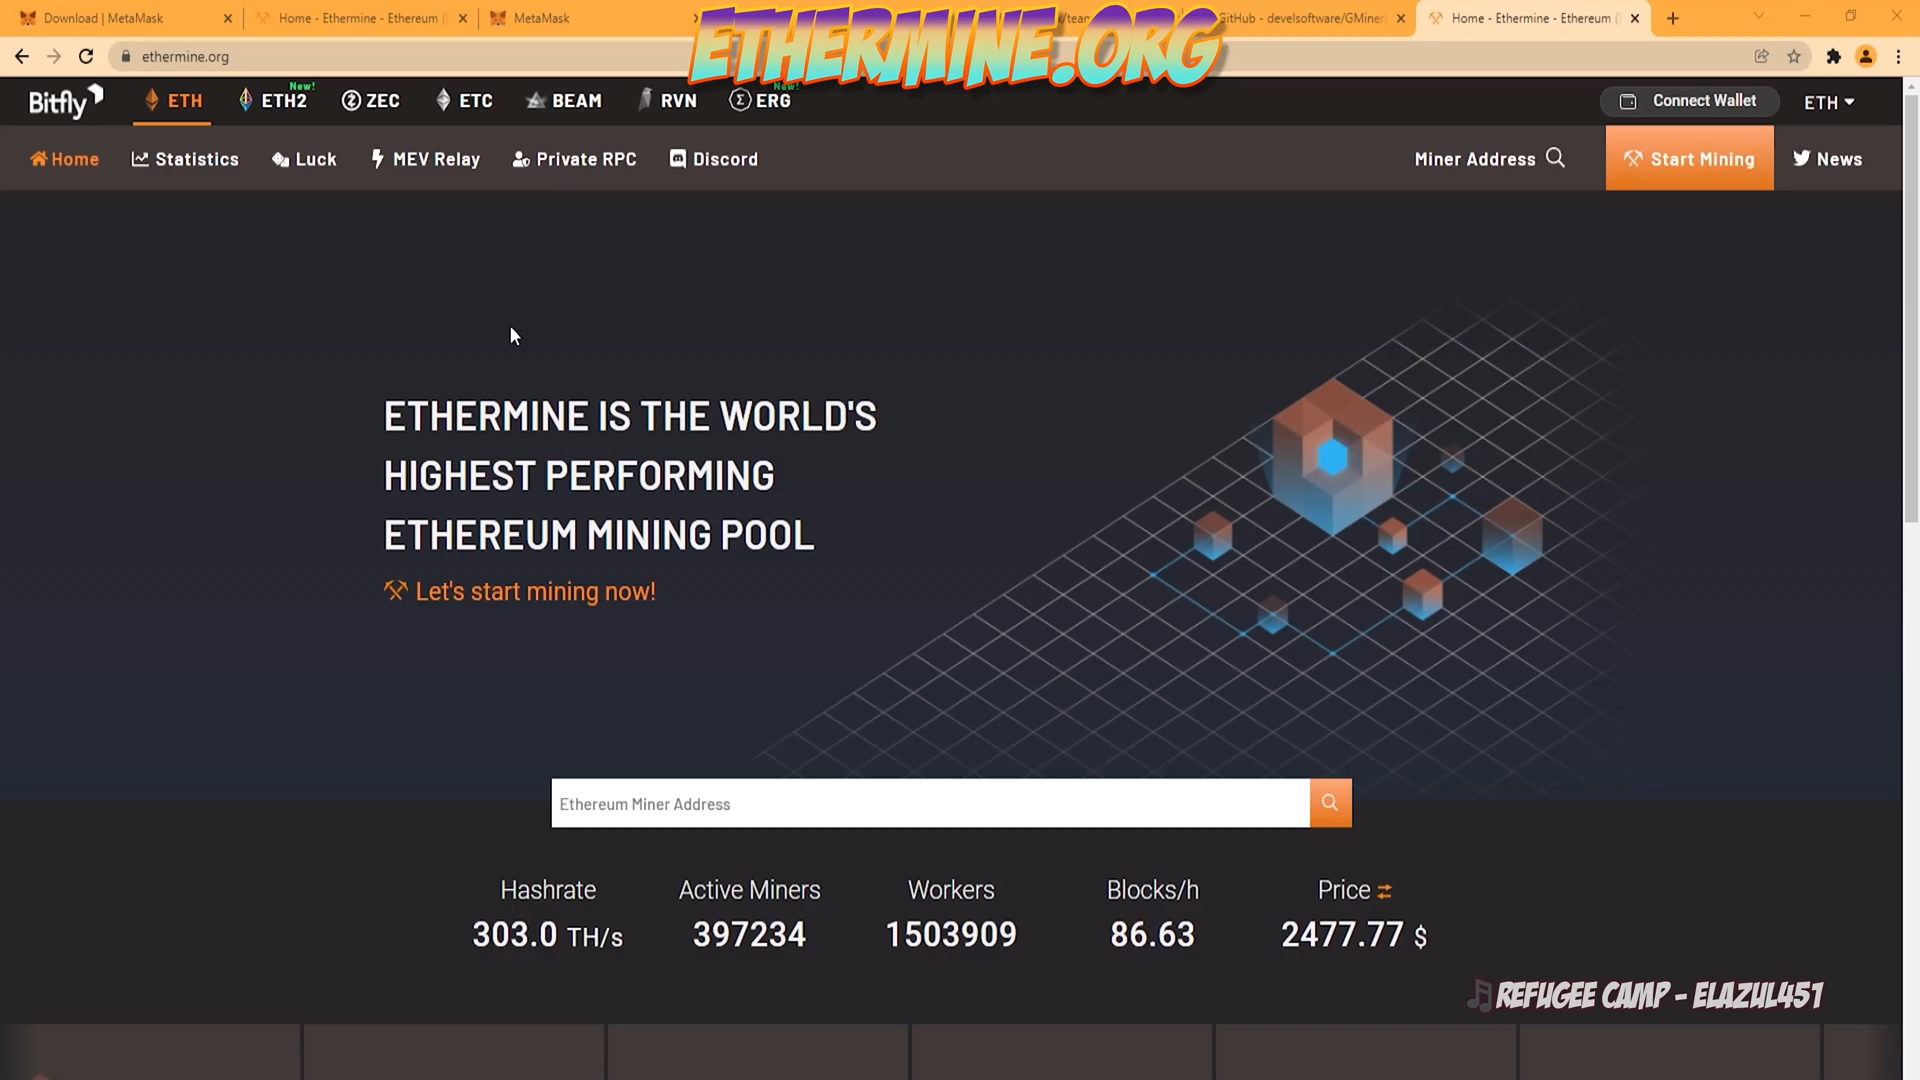 Download | MetaMask
Home - Ethermine - Ethereum (
MetaMask
/tean
GitHub - develsoftware/GMiner
Home - Ethermine - Ethereum (
ETHERMINE.ORG
ethermine.org
Bitfly
ETH
ETH2
New!
ZEC
ETC
BEAM
RVN
ERG
New!
Connect Wallet
ETH
Home
Statistics
Luck
MEV Relay
Private RPC
Discord
Miner Address
Start Mining
News
ETHERMINE IS THE WORLD'S
HIGHEST PERFORMING
ETHEREUM MINING POOL
Let's start mining now!
Ethereum Miner Address
Hashrate
303.0 TH/s
Active Miners
397234
Workers
1503909
Blocks/h
86.63
Price
2477.77 $
REFUGEE CAMP - ELAZUL451